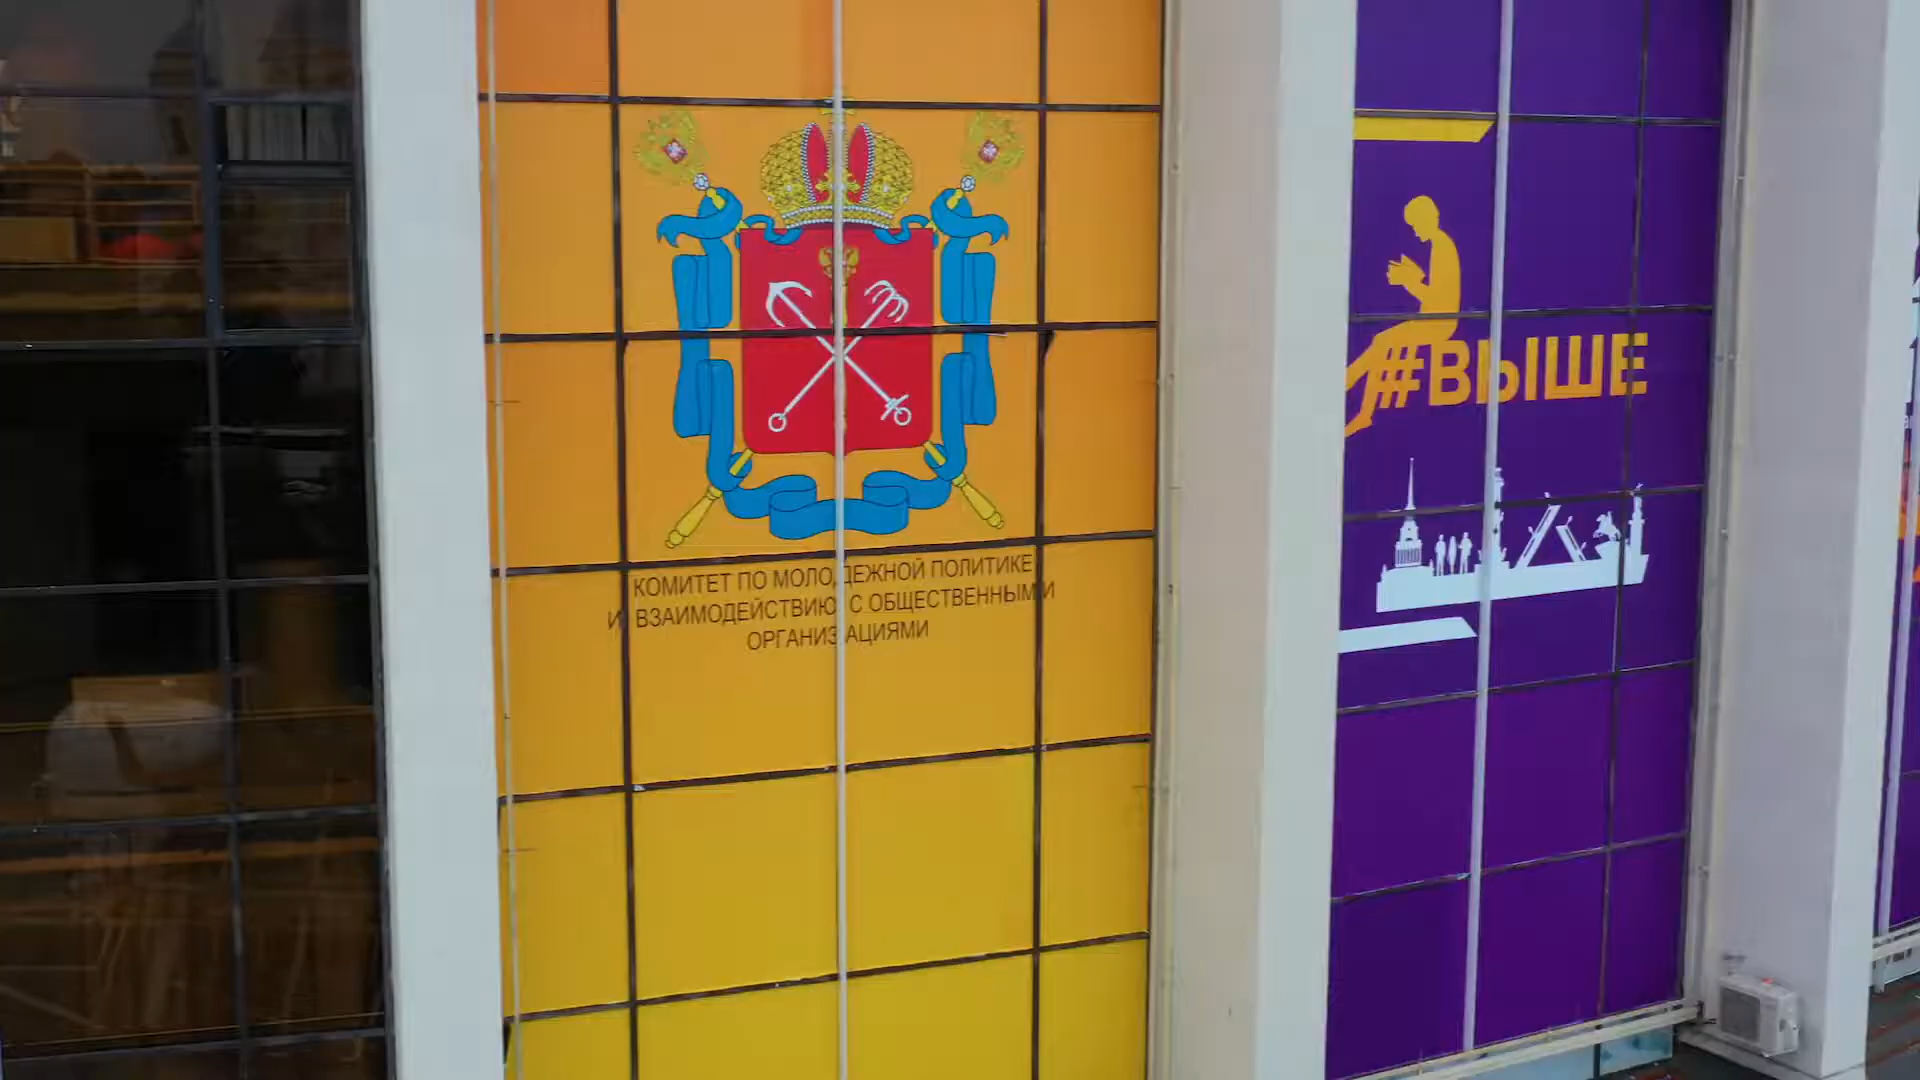 КОМИТЕТ ПО МОЛОДЕЖНОЙ ПОЛИТИКЕ
И ВЗАИМОДЕЙСТВИЮ С ОБЩЕСТВЕННЫМИ
ОРГАНИЗАЦИЯМИ
#ВЫШЕ